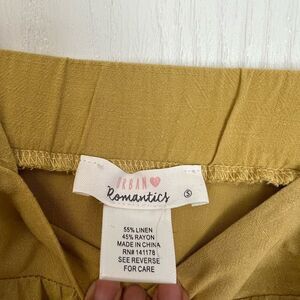 URBAN
Romantics
S
55% LINEN
45% RAYON
MADE IN CHINA
RN# 141178
SEE REVERSE
FOR CARE